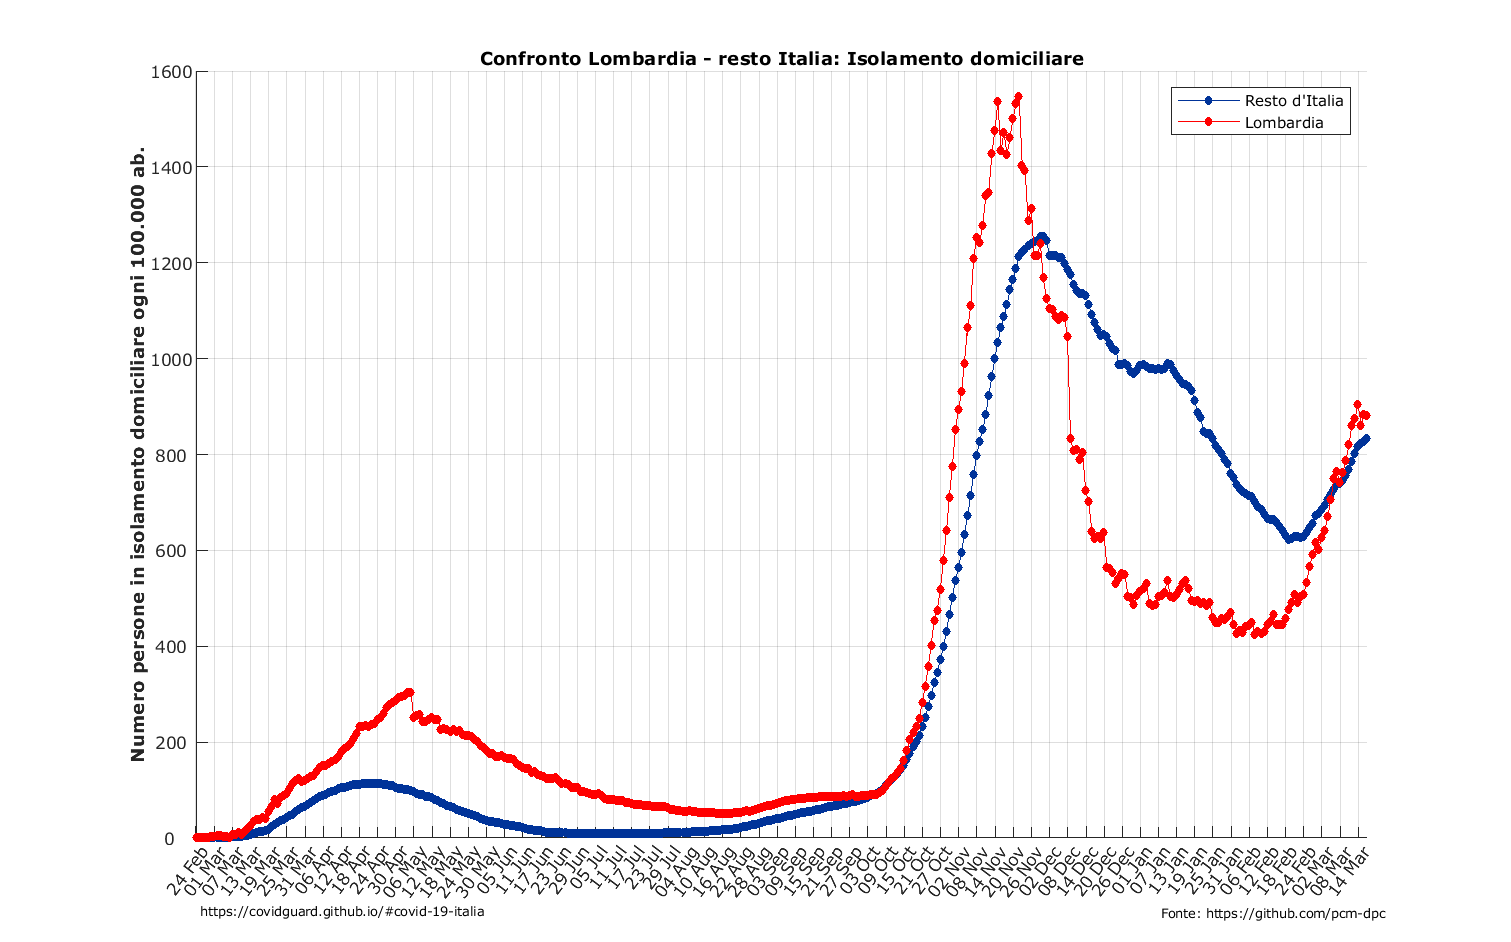 Confronto Lombardia - resto Italia: Isolamento domiciliare
Numero persone in isolamento domiciliare ogni 100.000 ab.
1600
1400
1200
1000
800
600
400
200
0
Resto d'Italia
Lombardia
24 Feb
01 Mar
07 Mar
13 Mar
19 Mar
25 Mar
31 Mar
06 Apr
12 Apr
18 Apr
24 Apr
30 Apr
06 May
12 May
18 May
24 May
30 May
05 Jun
11 Jun
17 Jun
23 Jun
29 Jun
05 Jul
11 Jul
17 Jul
23 Jul
29 Jul
04 Aug
10 Aug
16 Aug
22 Aug
28 Aug
03 Sep
09 Sep
15 Sep
21 Sep
27 Sep
03 Oct
09 Oct
15 Oct
21 Oct
27 Oct
02 Nov
08 Nov
14 Nov
20 Nov
26 Nov
02 Dec
08 Dec
14 Dec
20 Dec
26 Dec
01 Jan
07 Jan
13 Jan
19 Jan
25 Jan
31 Jan
06 Feb
12 Feb
18 Feb
24 Feb
02 Mar
08 Mar
14 Mar
https://covidguard.github.io/#covid-19-italia
Fonte: https://github.com/pcm-dpc